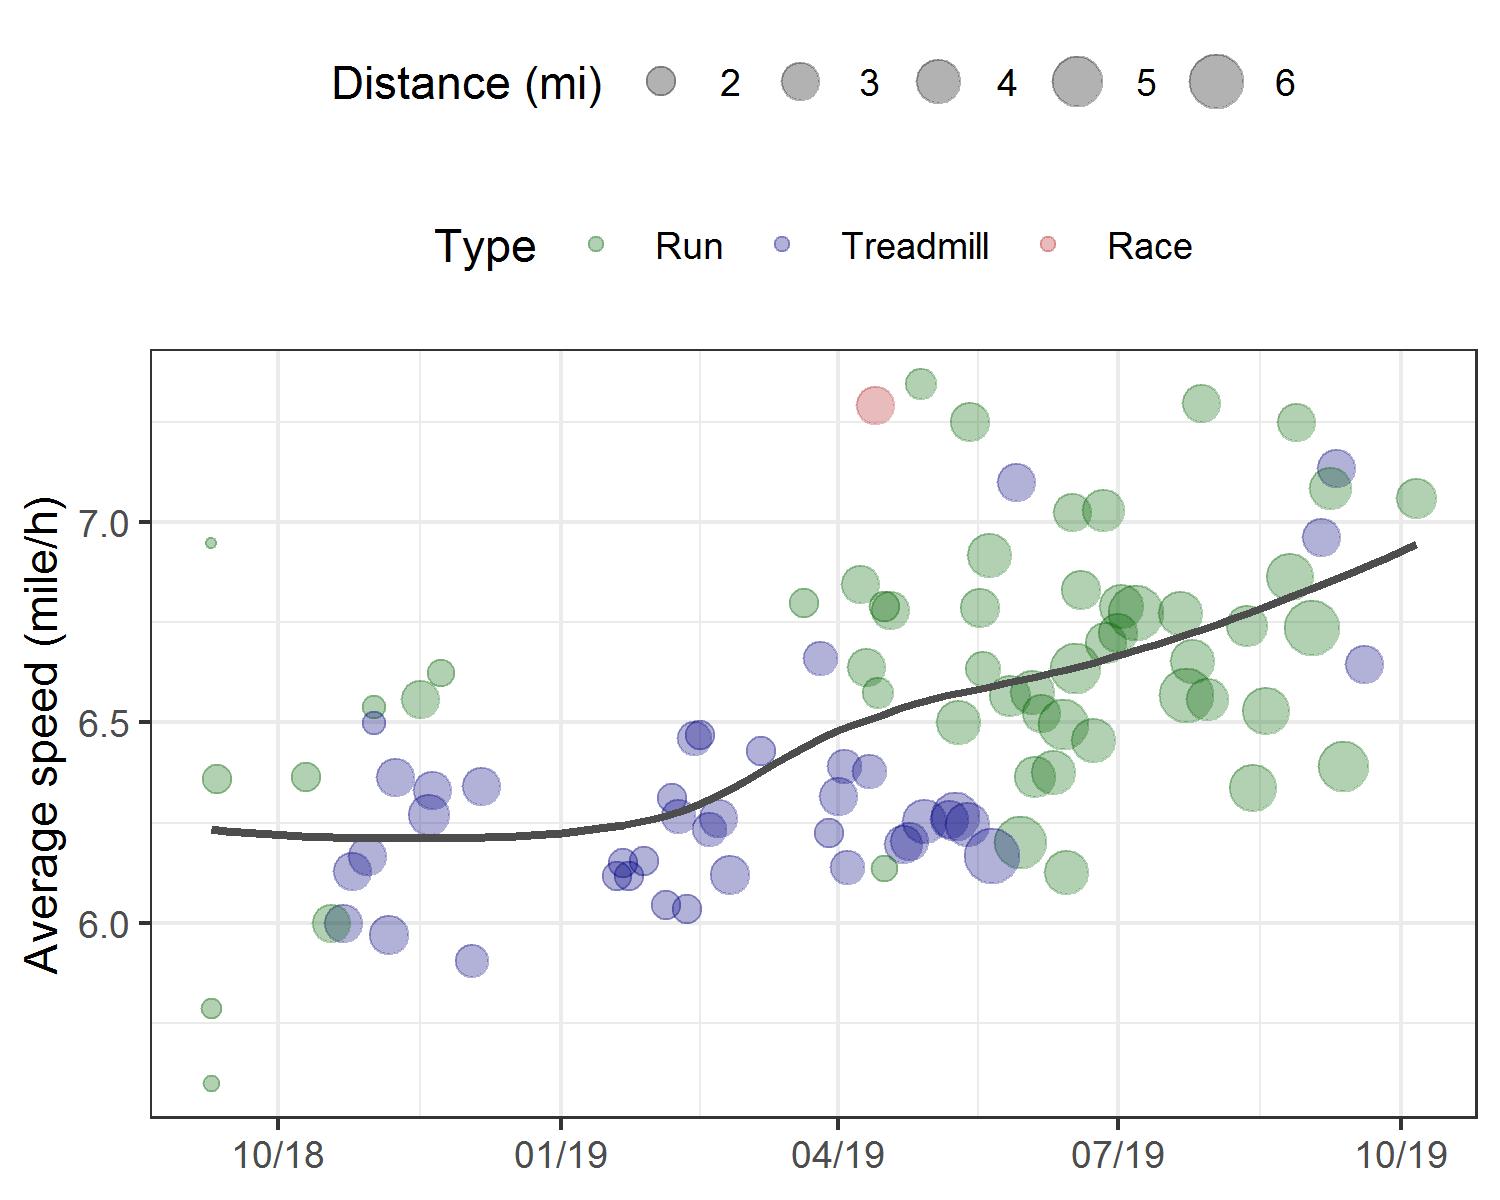 Distance (mi) 2 3 4 5 6
Type Run Treadmill Race
Average speed (mile/h)
7.0
6.5
6.0
10/18 01/19 04/19 07/19 10/19